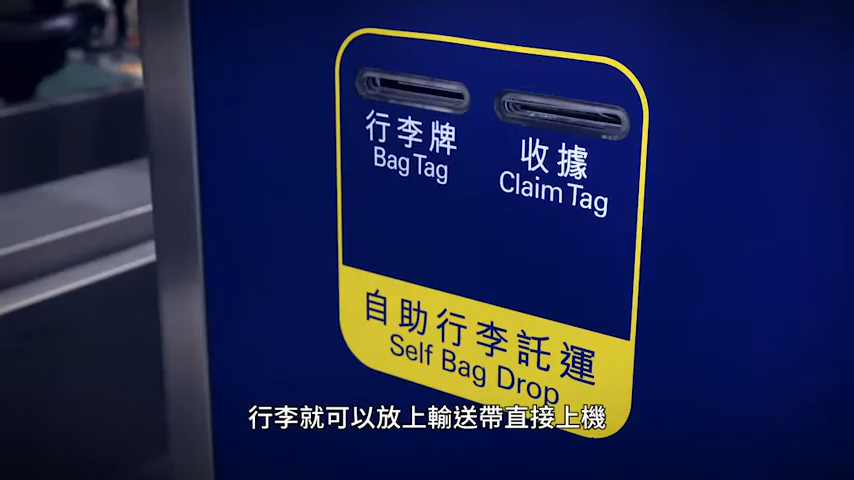 行李牌
Bag Tag
收據
Claim Tag
自助行李託運
Self Bag Drop
行李就可以放上輸送帶直接上機